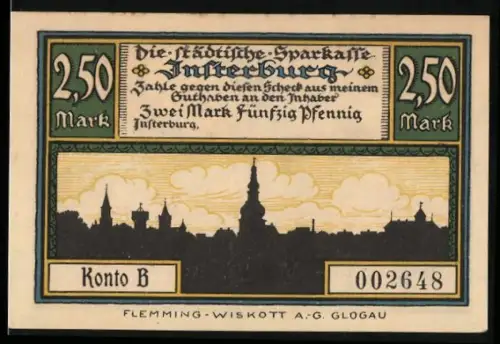 2,50
Mark
Die städtische Sparkasse
Insterburg
Zahle gegen diesen Scheck aus meinem
Guthaben an den Inhaber
Zwei Mark Fünfzig Pfennig
Insterburg,
2,50
Mark
Konto B
002648
FLEMMING-WISKOTT A.-G. GLOGAU